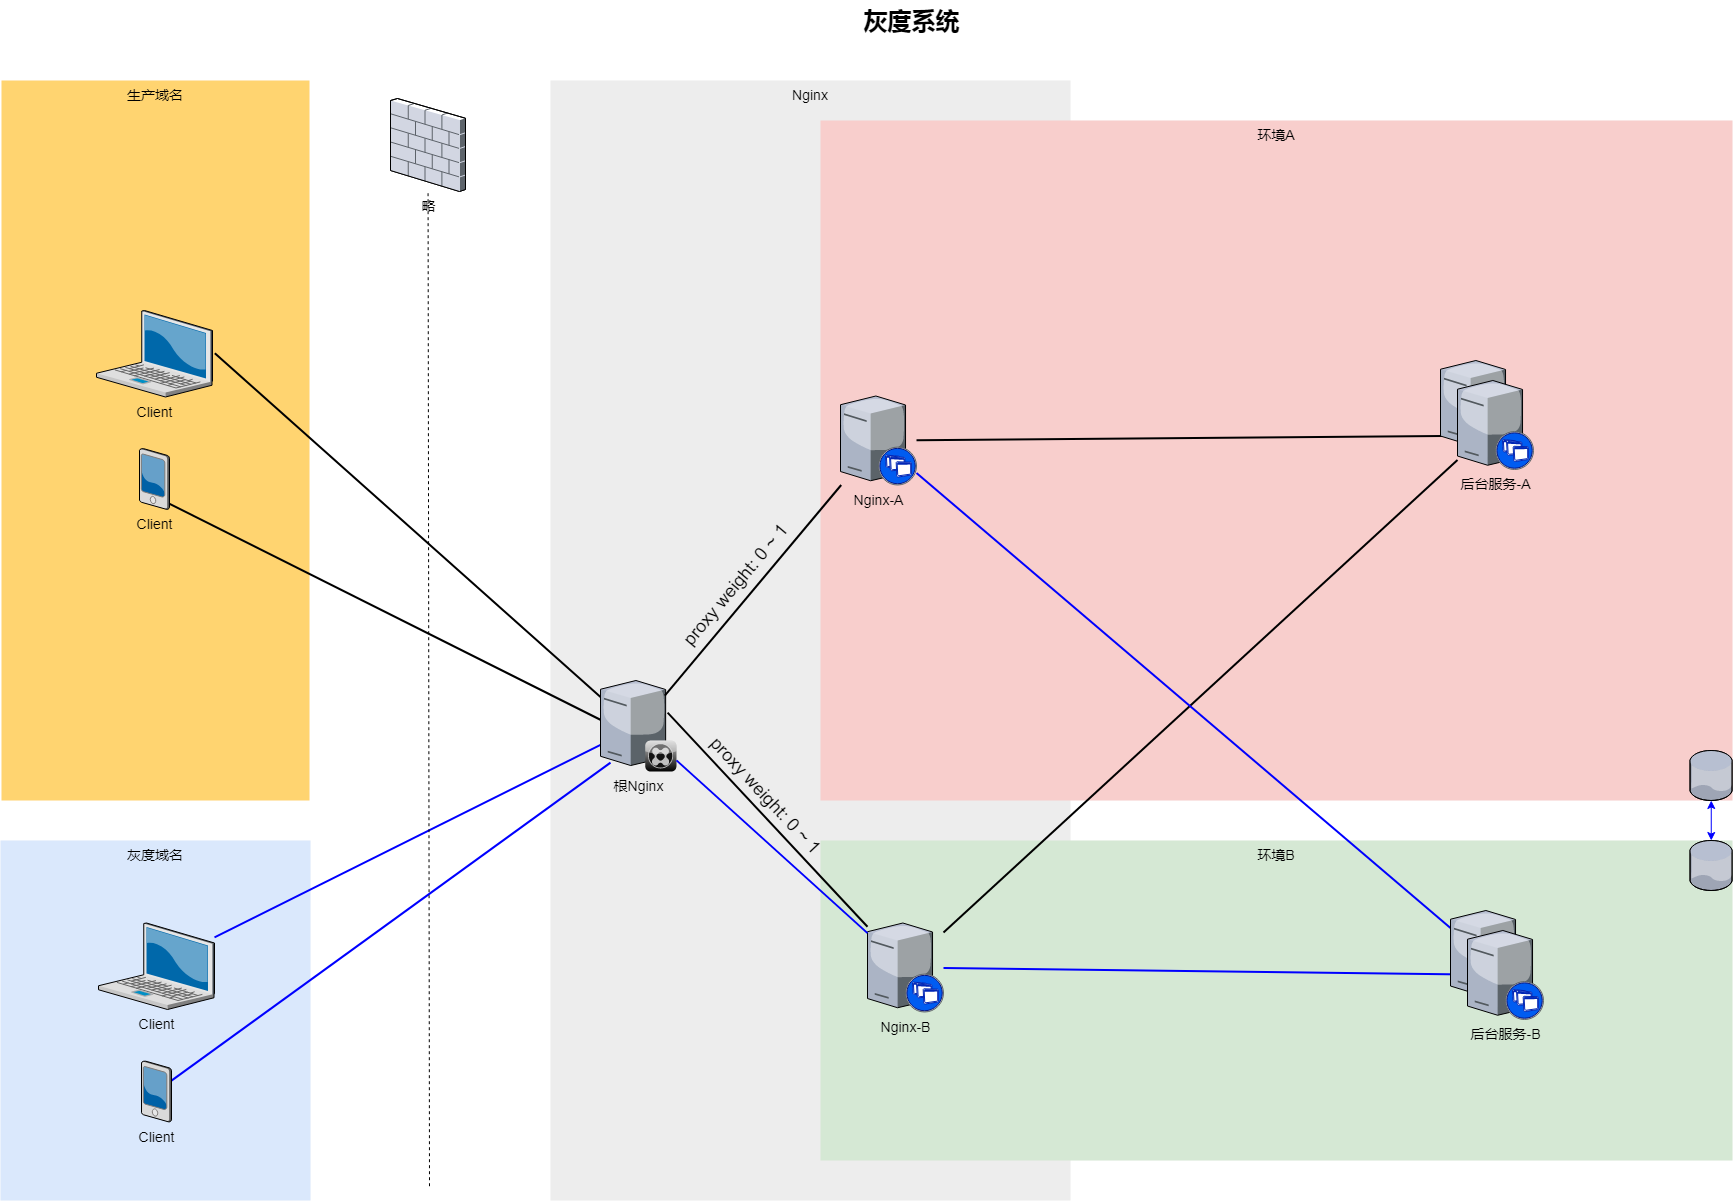 灰度系统
生产域名
Nginx
环境A
略
Client
Client
Nginx-A
后台服务-A
proxy weight: 0 ~ 1
proxy weight: 0 ~ 1
根Nginx
灰度域名
环境B
Client
Client
Nginx-B
后台服务-B